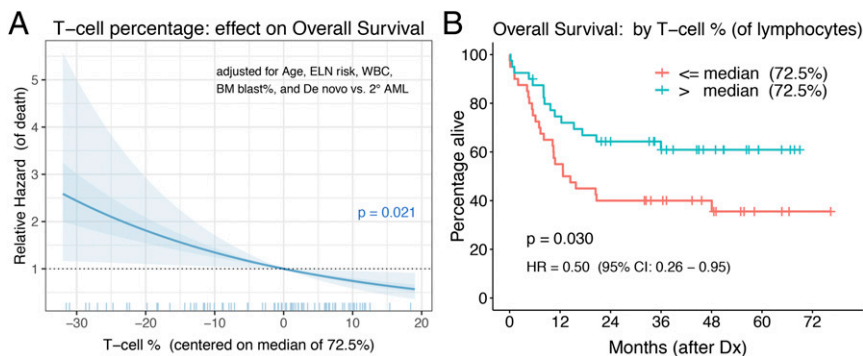 A
T-cell percentage: effect on Overall Survival
adjusted for Age, ELN risk, WBC,
BM blast%, and De novo vs. 2° AML
Relative Hazard (of death)
5
4
3
2
1
p = 0.021
-30
-20
-10
0
10
20
T-cell % (centered on median of 72.5%)
B
Overall Survival: by T-cell % (of lymphocytes)
<= median (72.5%)
> median (72.5%)
Percentage alive
100
80
60
40
20
0
p = 0.030
HR = 0.50 (95% CI: 0.26 – 0.95)
0
12
24
36
48
60
72
Months (after Dx)